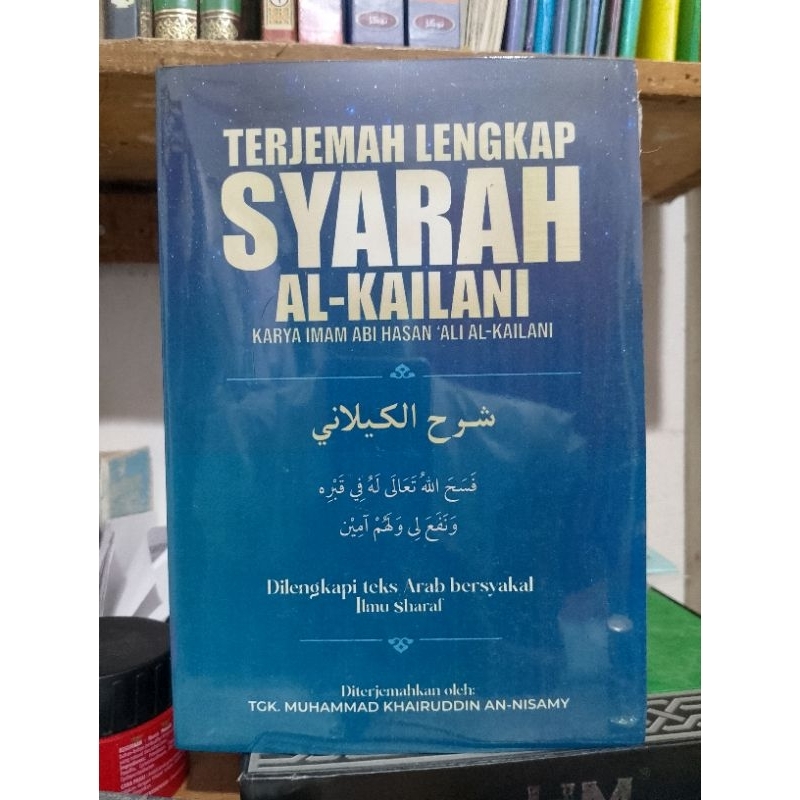 TERJEMAH LENGKAP
SYARAH
AL-KAILANI
KARYA IMAM ABI HASAN 'ALI AL-KAILANI
شرح الكيلاني
فَسَحَ اللهُ تَعَالَى لَهُ فِي قَبْرِهِ
وَنَفَعَ لِى وَلَهُمْ آمِيْن
Dilengkapi teks Arab bersyakal
Ilmu Sharaf
Diterjemahkan oleh:
TGK. MUHAMMAD KHAIRUDDIN AN-NISAMY